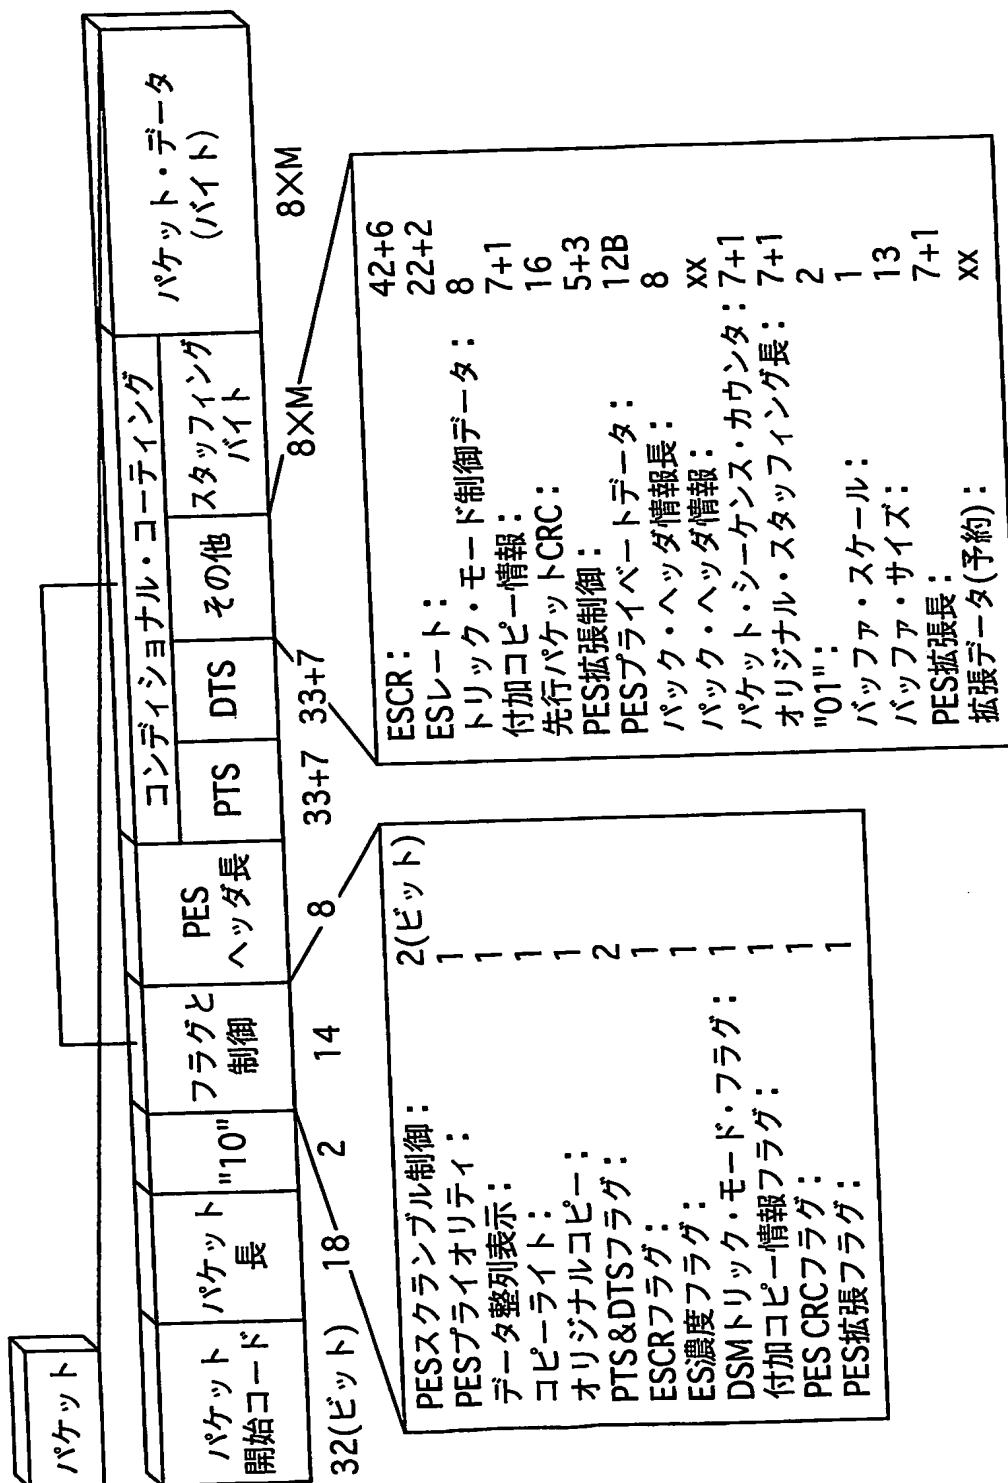 パケット
パケット
開始コード
パケット
長
"10"
フラグと
制御
PES
ヘッダ長
コンディショナル・コーティング
PTS
DTS
その他
スタッフィング
バイト
パケット・データ
(バイト)
32(ビット)
18
2
14
8
33+7
33+7
8×M
8×M
PESスクランブル制御: 2(ビット)
PESプライオリティ: 1
データ整列表示: 1
コピーライト: 1
オリジナルコピー: 1
PTS&DTSフラグ: 2
ESCRフラグ: 1
ES濃度フラグ: 1
DSMトリック・モード・フラグ: 1
付加コピー情報フラグ: 1
PES CRCフラグ: 1
PES拡張フラグ: 1
ESCR: 42+6
ESレート: 22+2
トリック・モード制御データ: 8
付加コピー情報: 7+1
先行パケットCRC: 16
PES拡張制御: 5+3
PESプライベートデータ: 12B
パック・ヘッダ情報長: 8
パック・ヘッダ情報: xx
パケット・シーケンス・カウンタ: 7+1
オリジナル・スタッフィング長: 7+1
"01": 2
バッファ・スケール: 1
バッファ・サイズ: 13
PES拡張長: 7+1
拡張データ(予約): xx